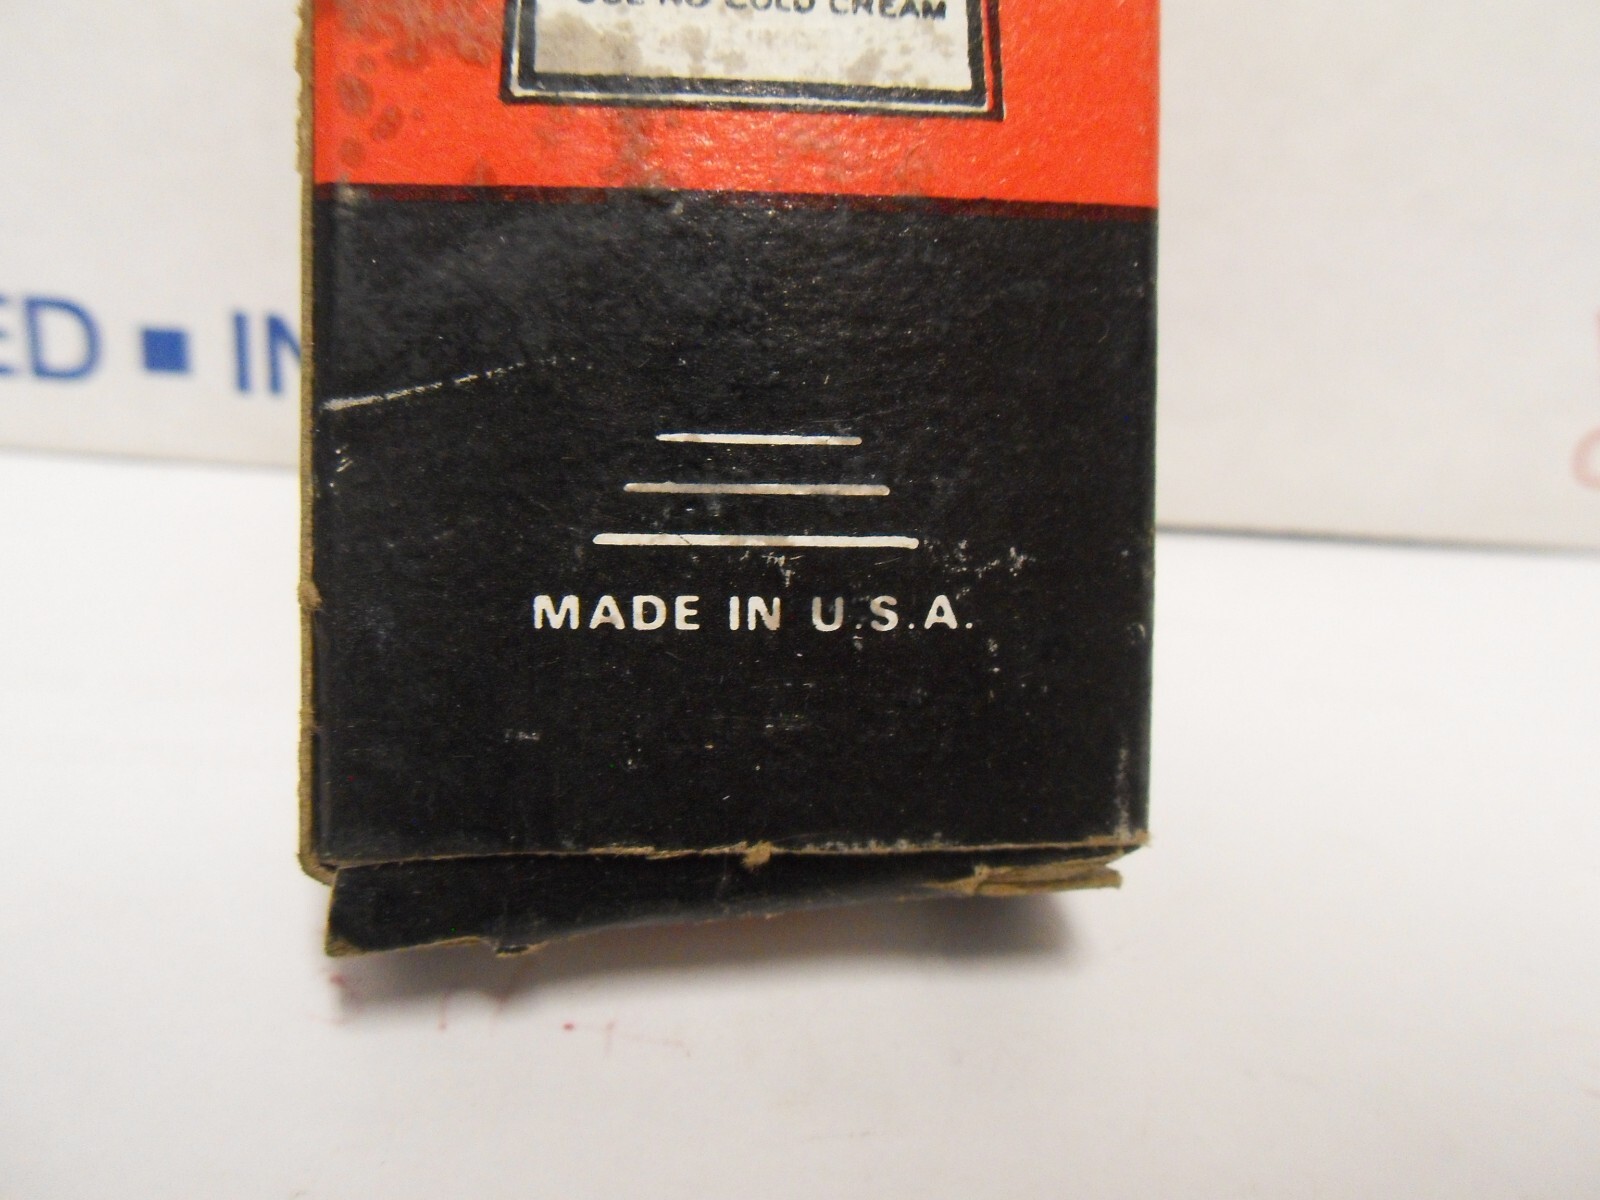 USE NO COLD CREAM
ED ■ IN
MADE IN U.S.A.